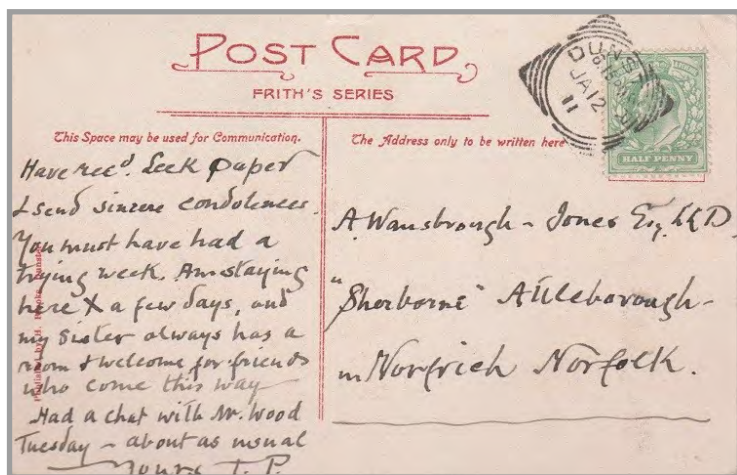 POST CARD
FRITH'S SERIES
This Space may be used for Communication.
The Address only to be written here
DUNST
JA 12
11
HALF PENNY
Have recd. Leek paper
& send sincere condolences.
You must have had a
trying week. Am staying
here X a few days, and
my sister always has a
room & welcome for friends
who come this way
Had a chat with Mr. Wood
Tuesday - about as usual
Yours T. P.
A. Wansbrough - Jones Esq. LLD
"Sherborne" Attleborough -
Norfolk.